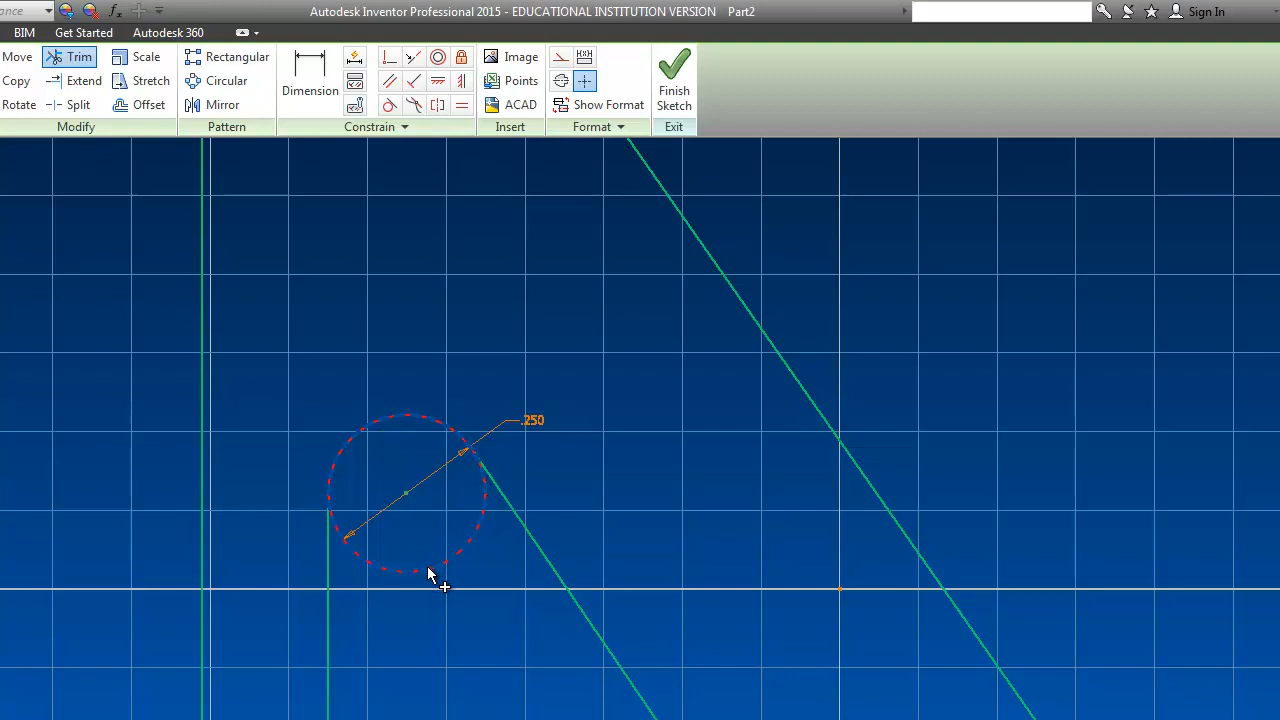 ance Autodesk Inventor Professional 2015 - EDUCATIONAL INSTITUTION VERSION Part2 Sign In
BIM Get Started Autodesk 360
Move Trim Scale Rectangular Image
Copy Extend Stretch Circular Dimension Points Finish Sketch
Rotate Split Offset Mirror ACAD Show Format
Modify Pattern Constrain Insert Format Exit
.250